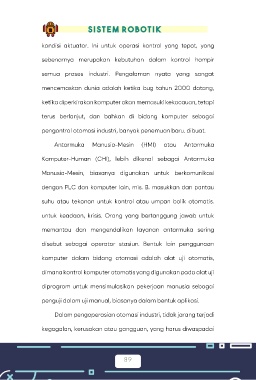 SISTEM ROBOTIK
kondisi aktuator. Ini untuk operasi kontrol yang tepat, yang
sebenarnya merupakan kebutuhan dalam kontrol hampir
semua proses industri. Pengalaman nyata yang sangat
mencemaskan dunia adalah ketika bug tahun 2000 datang,
ketika diperkirakan komputer akan memasuki kekacauan, tetapi
terus berlanjut, dan bahkan di bidang komputer sebagai
pengontrol otomasi industri, banyak penemuan baru, dibuat.
Antarmuka Manusia-Mesin (HMI) atau Antarmuka
Komputer-Human (CHI), lebih dikenal sebagai Antarmuka
Manusia-Mesin, biasanya digunakan untuk berkomunikasi
dengan PLC dan komputer lain, mis. B. masukkan dan pantau
suhu atau tekanan untuk kontrol atau umpan balik otomatis.
untuk keadaan, krisis. Orang yang bertanggung jawab untuk
memantau dan mengendalikan layanan antarmuka sering
disebut sebagai operator stasiun. Bentuk lain penggunaan
komputer dalam bidang otomasi adalah alat uji otomatis,
dimana kontrol komputer otomatis yang digunakan pada alat uji
diprogram untuk mensimulasikan pekerjaan manusia sebagai
penguji dalam uji manual, biasanya dalam bentuk aplikasi.
Dalam pengoperasian otomasi industri, tidak jarang terjadi
kegagalan, kerusakan atau gangguan, yang harus diwaspadai
89